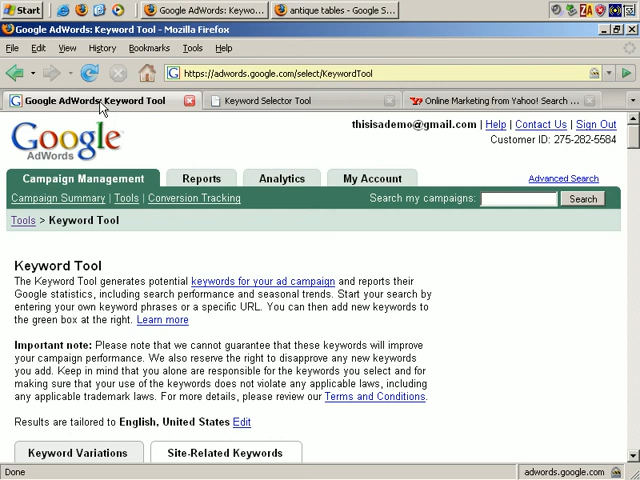 Start
Google AdWords: Keywo...
antique tables - Google S...
Google AdWords: Keyword Tool - Mozilla Firefox
File Edit View History Bookmarks Tools Help
https://adwords.google.com/select/KeywordTool
Google AdWords: Keyword Tool
Keyword Selector Tool
Online Marketing from Yahoo! Search ...
Google
AdWords
thisisademo@gmail.com | Help | Contact Us | Sign Out
Customer ID: 275-282-5584
Campaign Management
Reports
Analytics
My Account
Advanced Search
Campaign Summary | Tools | Conversion Tracking
Search my campaigns:
Search
Tools > Keyword Tool
Keyword Tool
The Keyword Tool generates potential keywords for your ad campaign and reports their
Google statistics, including search performance and seasonal trends. Start your search by
entering your own keyword phrases or a specific URL. You can then add new keywords to
the green box at the right. Learn more
Important note: Please note that we cannot guarantee that these keywords will improve
your campaign performance. We also reserve the right to disapprove any new keywords
you add. Keep in mind that you alone are responsible for the keywords you select and for
making sure that your use of the keywords does not violate any applicable laws, including
any applicable trademark laws. For more details, please review our Terms and Conditions.
Results are tailored to English, United States Edit
Keyword Variations
Site-Related Keywords
Done
adwords.google.com